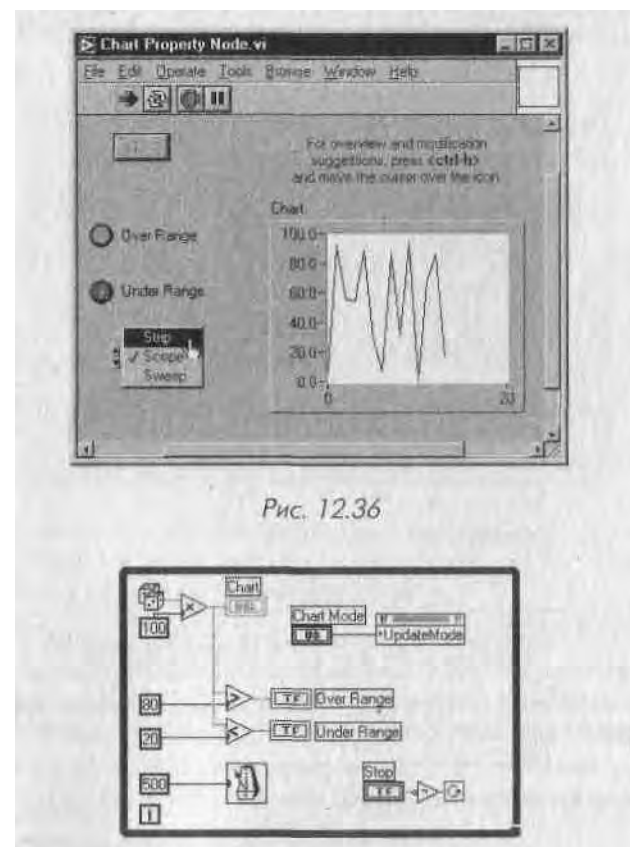 Chart Property Node.vi
File Edit Operate Tools Browse Window Help
For overview and modification
suggestions, press <ctrl-h>
and move the cursor over the icon
Chart
Over Range
Under Range
Strip
✓ Scope
Sweep
100.0
80.0
60.0
40.0
20.0
0.0
0
20
Рис. 12.36
Chart
100
Chart Mode
UpdateMode
80
TF
Over Range
20
TF
Under Range
500
Stop
TF
i